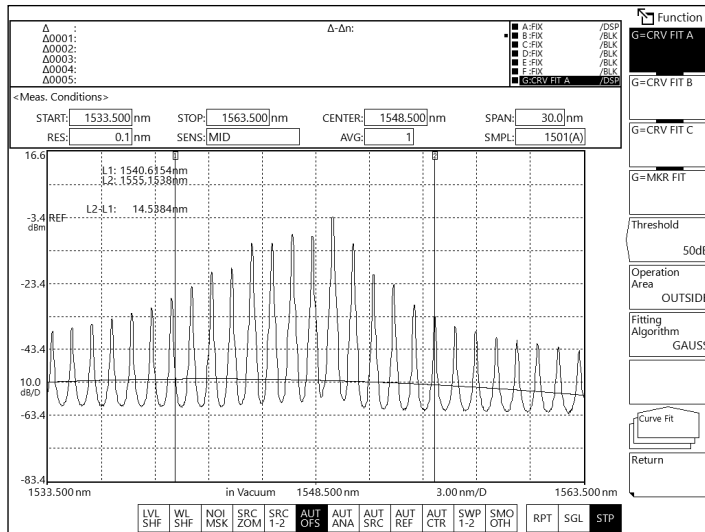 Function
Δ :
Δ0001:
Δ0002:
Δ0003:
Δ0004:
Δ0005:
Δ-Δn:
A:FIX /DSP
B:FIX /BLK
C:FIX /BLK
D:FIX /BLK
E:FIX /BLK
F:FIX /BLK
G:CRV FIT A /DSP
<Meas. Conditions>
START: 1533.500 nm STOP: 1563.500 nm CENTER: 1548.500 nm SPAN: 30.0 nm
RES: 0.1 nm SENS: MID AVG: 1 SMPL: 1501(A)
16.6
1
2
L1: 1540.6154nm
L2: 1555.1538nm
L2-L1: 14.5384nm
-3.4 REF
dBm
-23.4
-43.4
10.0
dB/D
-63.4
-83.4
1533.500 nm in Vacuum 1548.500 nm 3.00 nm/D 1563.500 nm
LVL SHF
WL SHF
NOI MSK
SRC ZOM
SRC 1-2
AUT OFS
AUT ANA
AUT SRC
AUT REF
AUT CTR
SWP 1-2
SMO OTH
RPT
SGL
STP
G=CRV FIT A
G=CRV FIT B
G=CRV FIT C
G=MKR FIT
Threshold
50dB
Operation
Area
OUTSIDE
Fitting
Algorithm
GAUSS
Curve Fit
Return